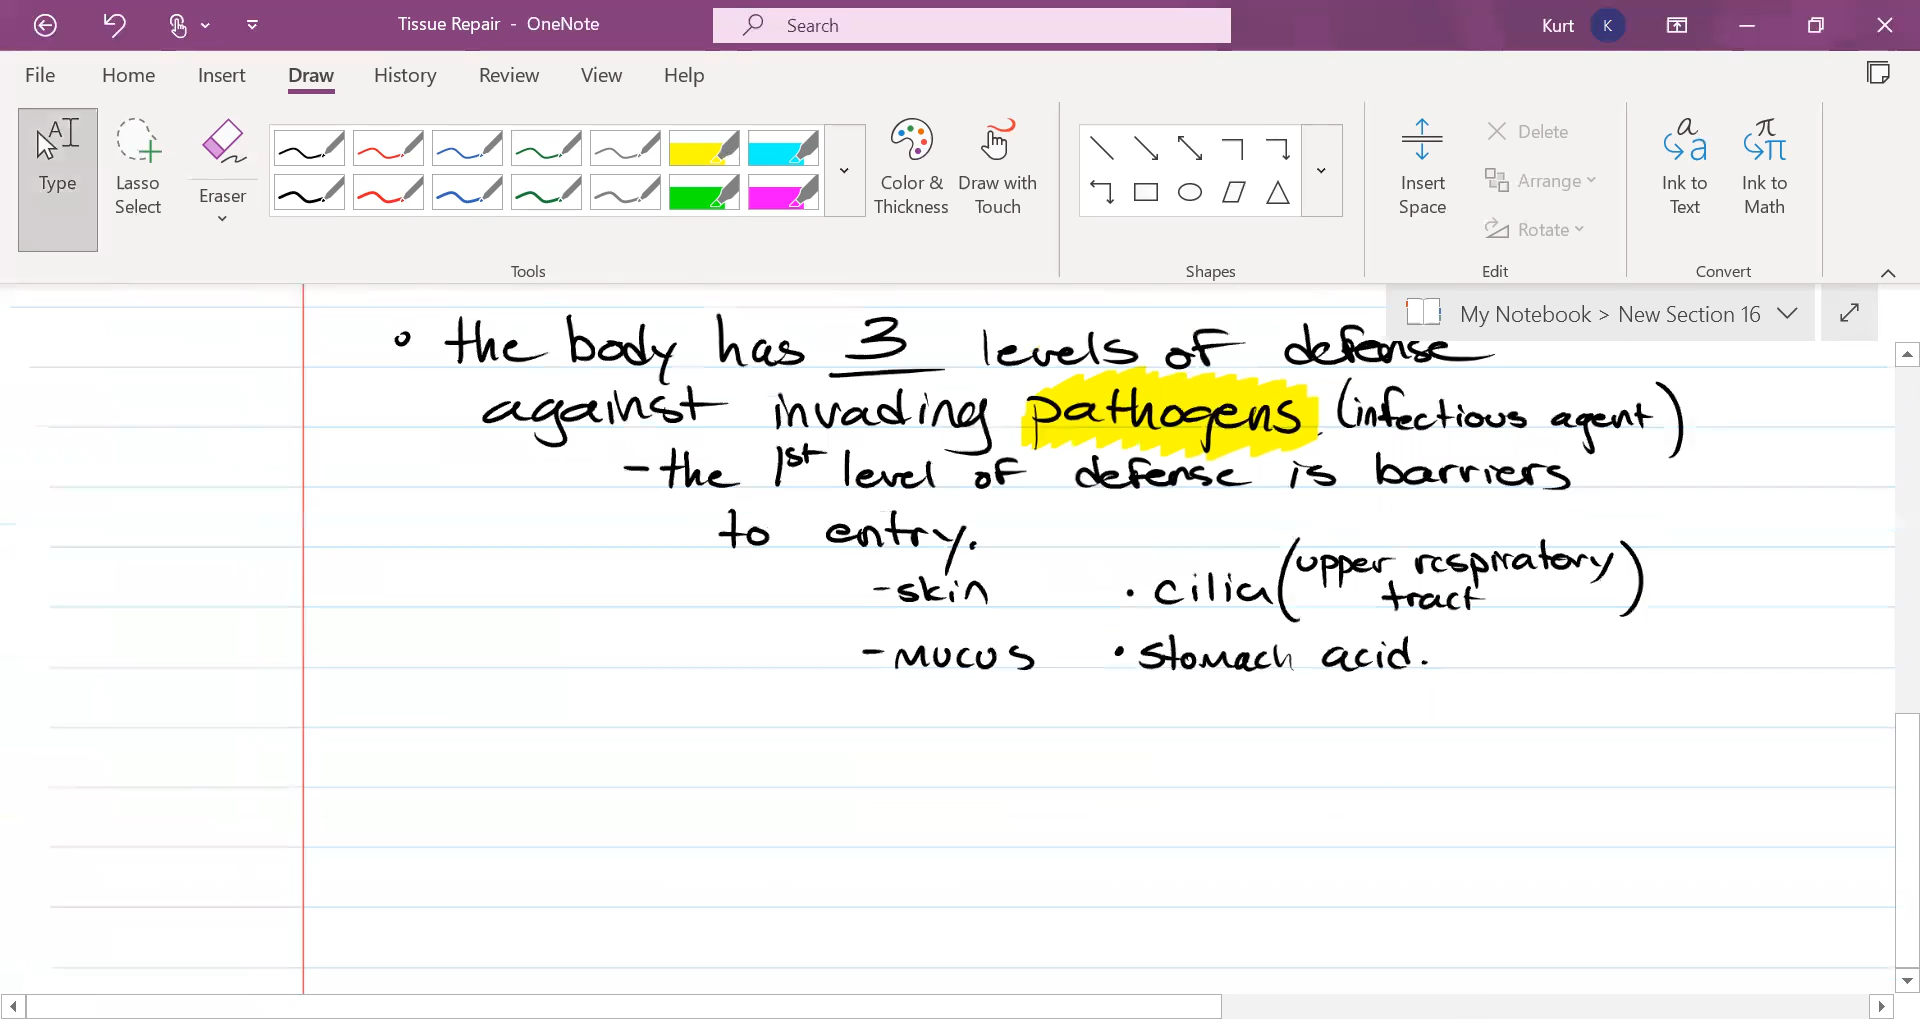 Tissue Repair - OneNote
Search
Kurt
K
File Home Insert Draw History Review View Help
Type
Lasso Select
Eraser
Color & Thickness
Draw with Touch
Insert Space
Delete
Arrange
Rotate
Ink to Text
Ink to Math
Tools
Shapes
Edit
Convert
My Notebook > New Section 16
• the body has 3 levels of defense
against invading pathogens (infectious agent)
- the 1st level of defense is barriers
to entry.
- skin • cilia (upper respiratory tract)
- mucus • stomach acid.